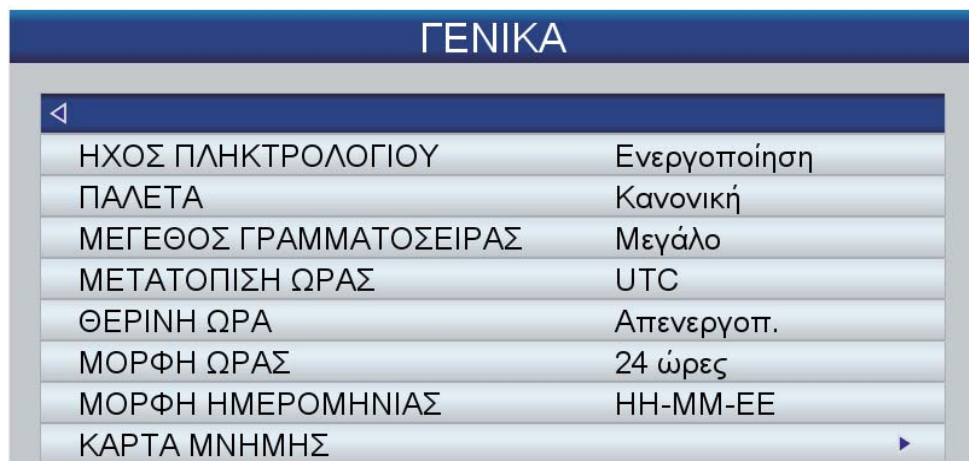 ΓΕΝΙΚΑ
ΗΧΟΣ ΠΛΗΚΤΡΟΛΟΓΙΟΥ Ενεργοποίηση
ΠΑΛΕΤΑ Κανονική
ΜΕΓΕΘΟΣ ΓΡΑΜΜΑΤΟΣΕΙΡΑΣ Μεγάλο
ΜΕΤΑΤΟΠΙΣΗ ΩΡΑΣ UTC
ΘΕΡΙΝΗ ΩΡΑ Απενεργοπ.
ΜΟΡΦΗ ΩΡΑΣ 24 ώρες
ΜΟΡΦΗ ΗΜΕΡΟΜΗΝΙΑΣ ΗΗ-ΜΜ-ΕΕ
ΚΑΡΤΑ ΜΝΗΜΗΣ